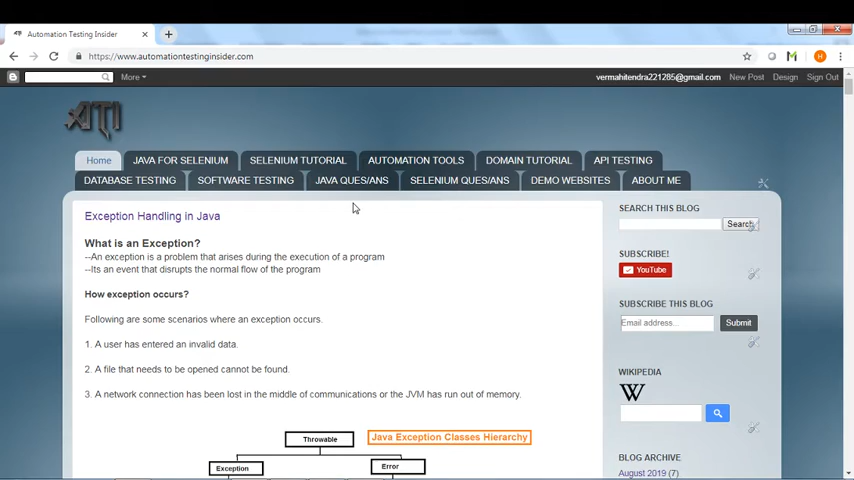 Automation Testing Insider
https://www.automationtestinginsider.com
H
More
vermahitendra221285@gmail.com New Post Design Sign Out
ATI
Home JAVA FOR SELENIUM SELENIUM TUTORIAL AUTOMATION TOOLS DOMAIN TUTORIAL API TESTING
DATABASE TESTING SOFTWARE TESTING JAVA QUES/ANS SELENIUM QUES/ANS DEMO WEBSITES ABOUT ME
Exception Handling in Java
What is an Exception?
--An exception is a problem that arises during the execution of a program
--Its an event that disrupts the normal flow of the program
How exception occurs?
Following are some scenarios where an exception occurs.
1. A user has entered an invalid data.
2. A file that needs to be opened cannot be found.
3. A network connection has been lost in the middle of communications or the JVM has run out of memory.
Throwable
Java Exception Classes Hierarchy
Exception
Error
SEARCH THIS BLOG
Search
SUBSCRIBE!
YouTube
SUBSCRIBE THIS BLOG
Email address...
Submit
WIKIPEDIA
W
BLOG ARCHIVE
August 2019 (7)